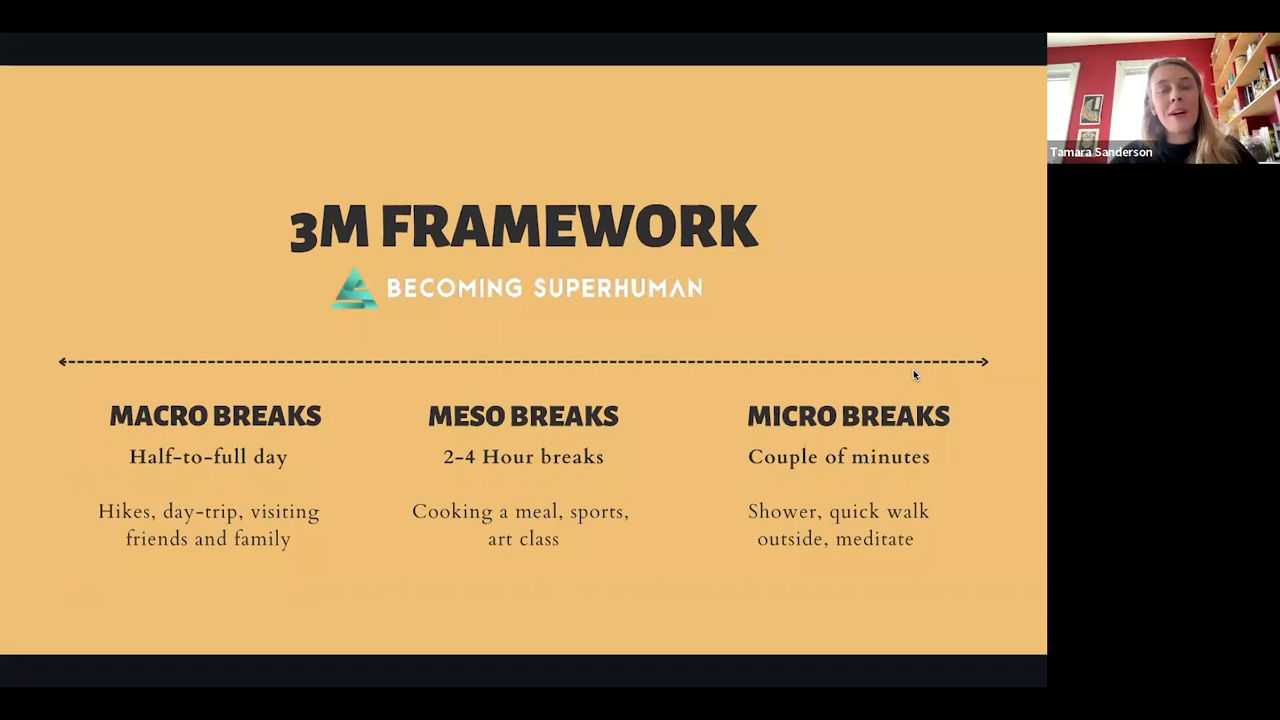 3M FRAMEWORK
BECOMING SUPERHUMAN
MACRO BREAKS
Half-to-full day
Hikes, day-trip, visiting
friends and family
MESO BREAKS
2-4 Hour breaks
Cooking a meal, sports,
art class
MICRO BREAKS
Couple of minutes
Shower, quick walk
outside, meditate
Tamara Sanderson